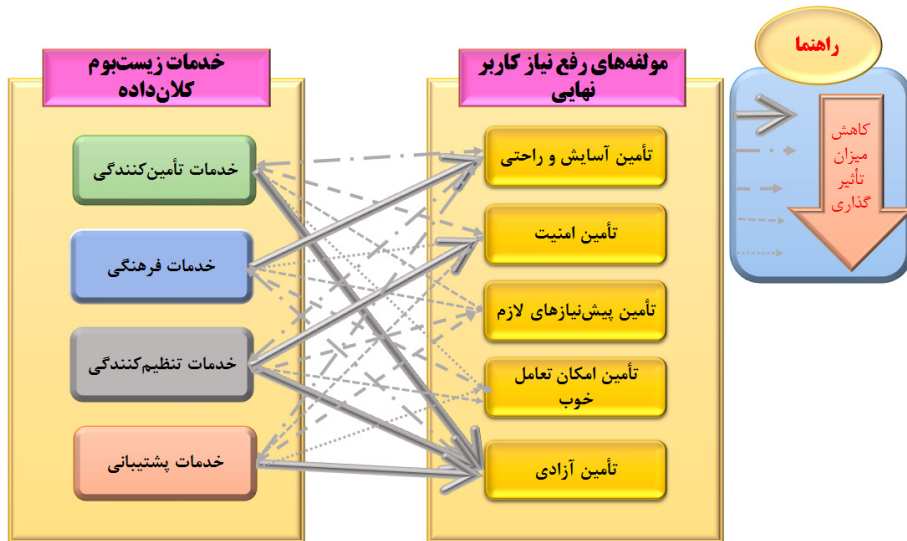 راهنما
خدمات زیست‌بوم
کلان‌داده
مولفه‌های رفع نیاز کاربر
نهایی
کاهش
میزان
تأثیر
گذاری
خدمات تأمین‌کنندگی
خدمات فرهنگی
خدمات تنظیم‌کنندگی
خدمات پشتیبانی
تأمین آسایش و راحتی
تأمین امنیت
تأمین پیش‌نیازهای لازم
تأمین امکان تعامل
خوب
تأمین آزادی